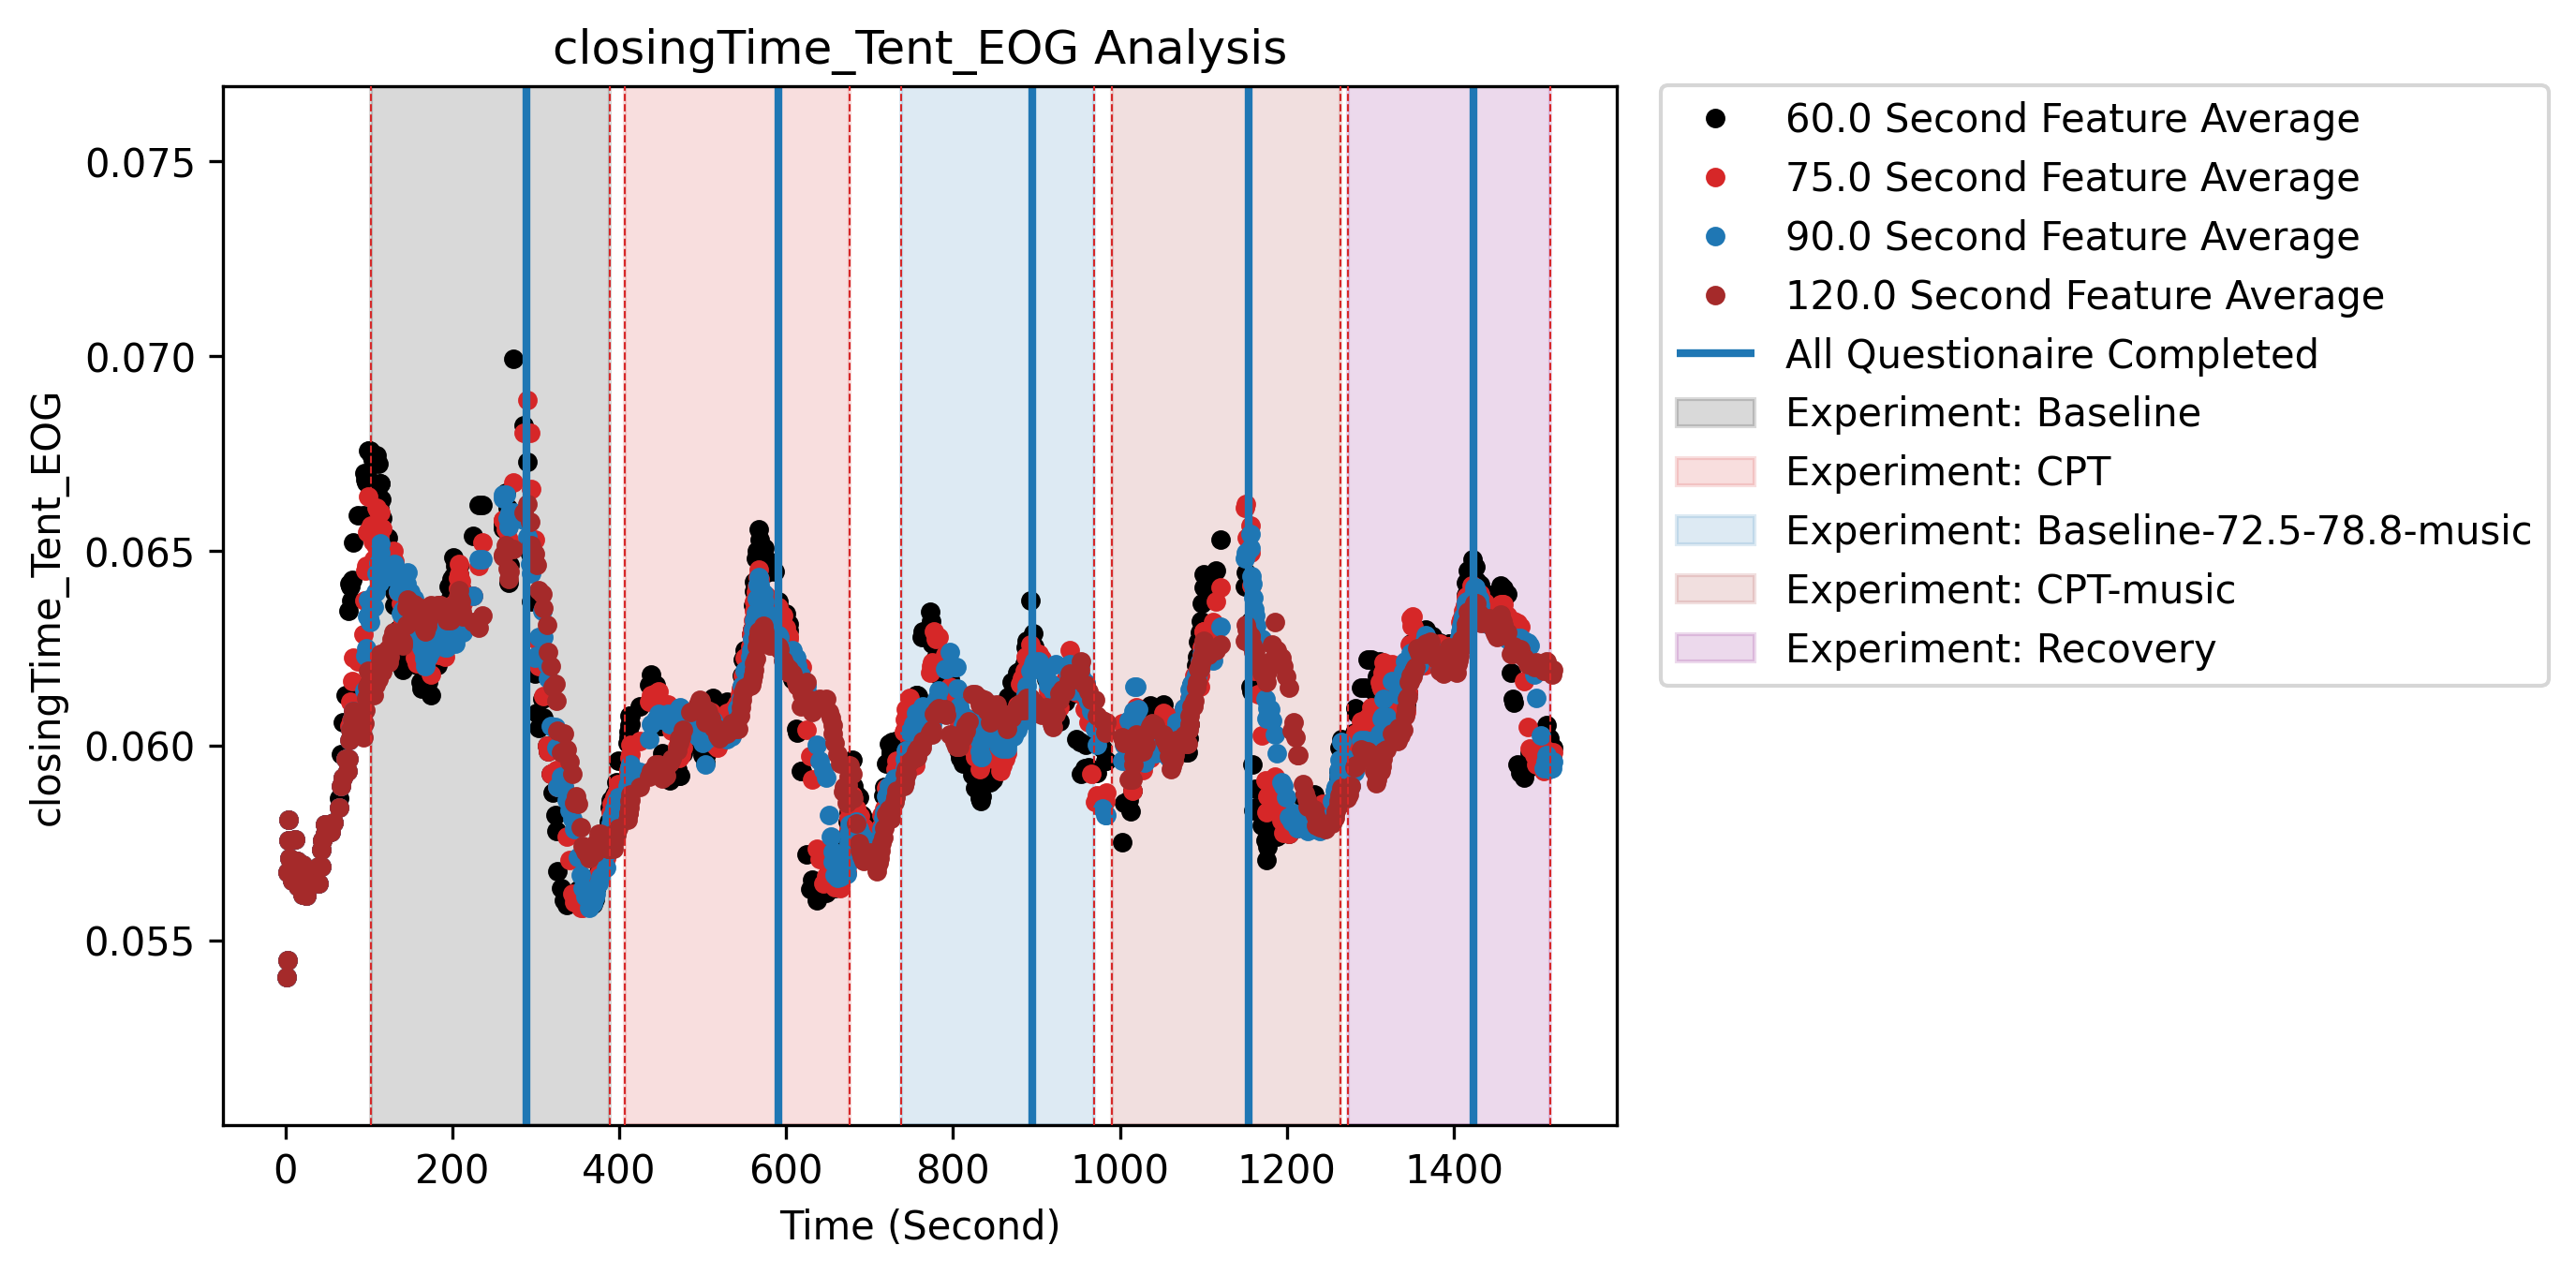 closingTime_Tent_EOG Analysis
closingTime_Tent_EOG
0.075
0.070
0.065
0.060
0.055
0 200 400 600 800 1000 1200 1400
Time (Second)
60.0 Second Feature Average
75.0 Second Feature Average
90.0 Second Feature Average
120.0 Second Feature Average
All Questionaire Completed
Experiment: Baseline
Experiment: CPT
Experiment: Baseline-72.5-78.8-music
Experiment: CPT-music
Experiment: Recovery